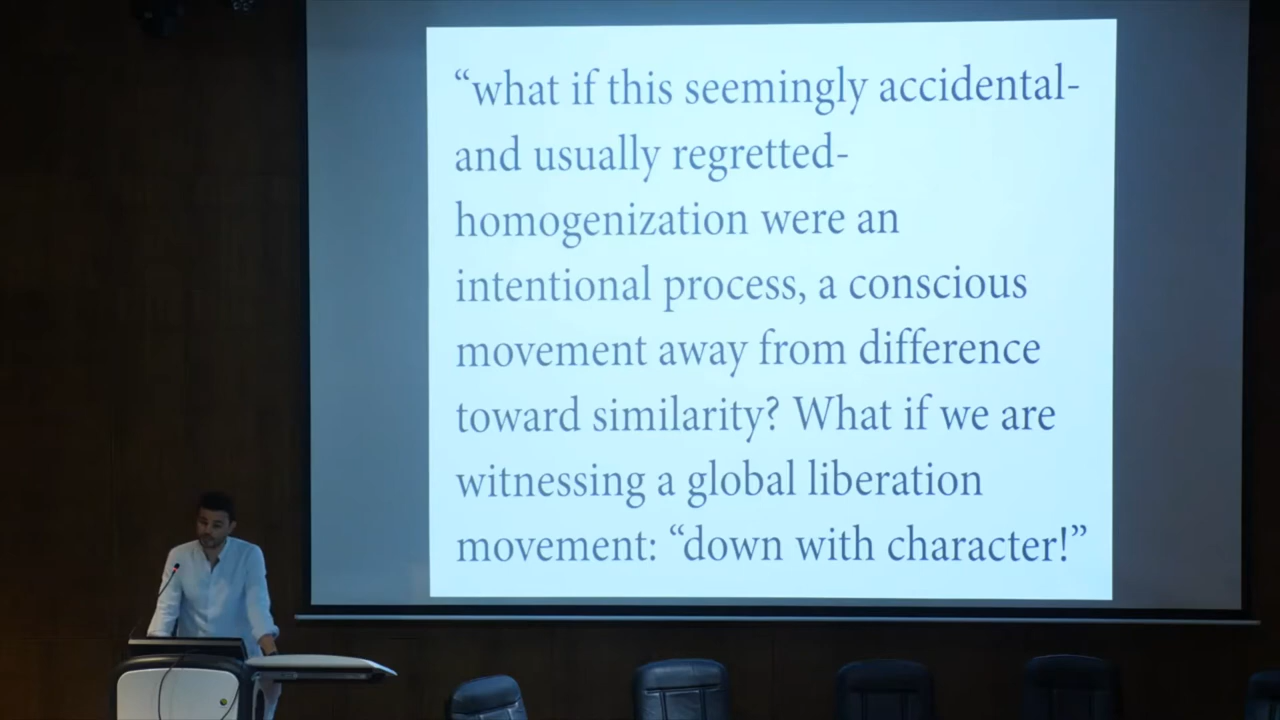 “what if this seemingly accidental-
and usually regretted-
homogenization were an
intentional process, a conscious
movement away from difference
toward similarity? What if we are
witnessing a global liberation
movement: “down with character!”